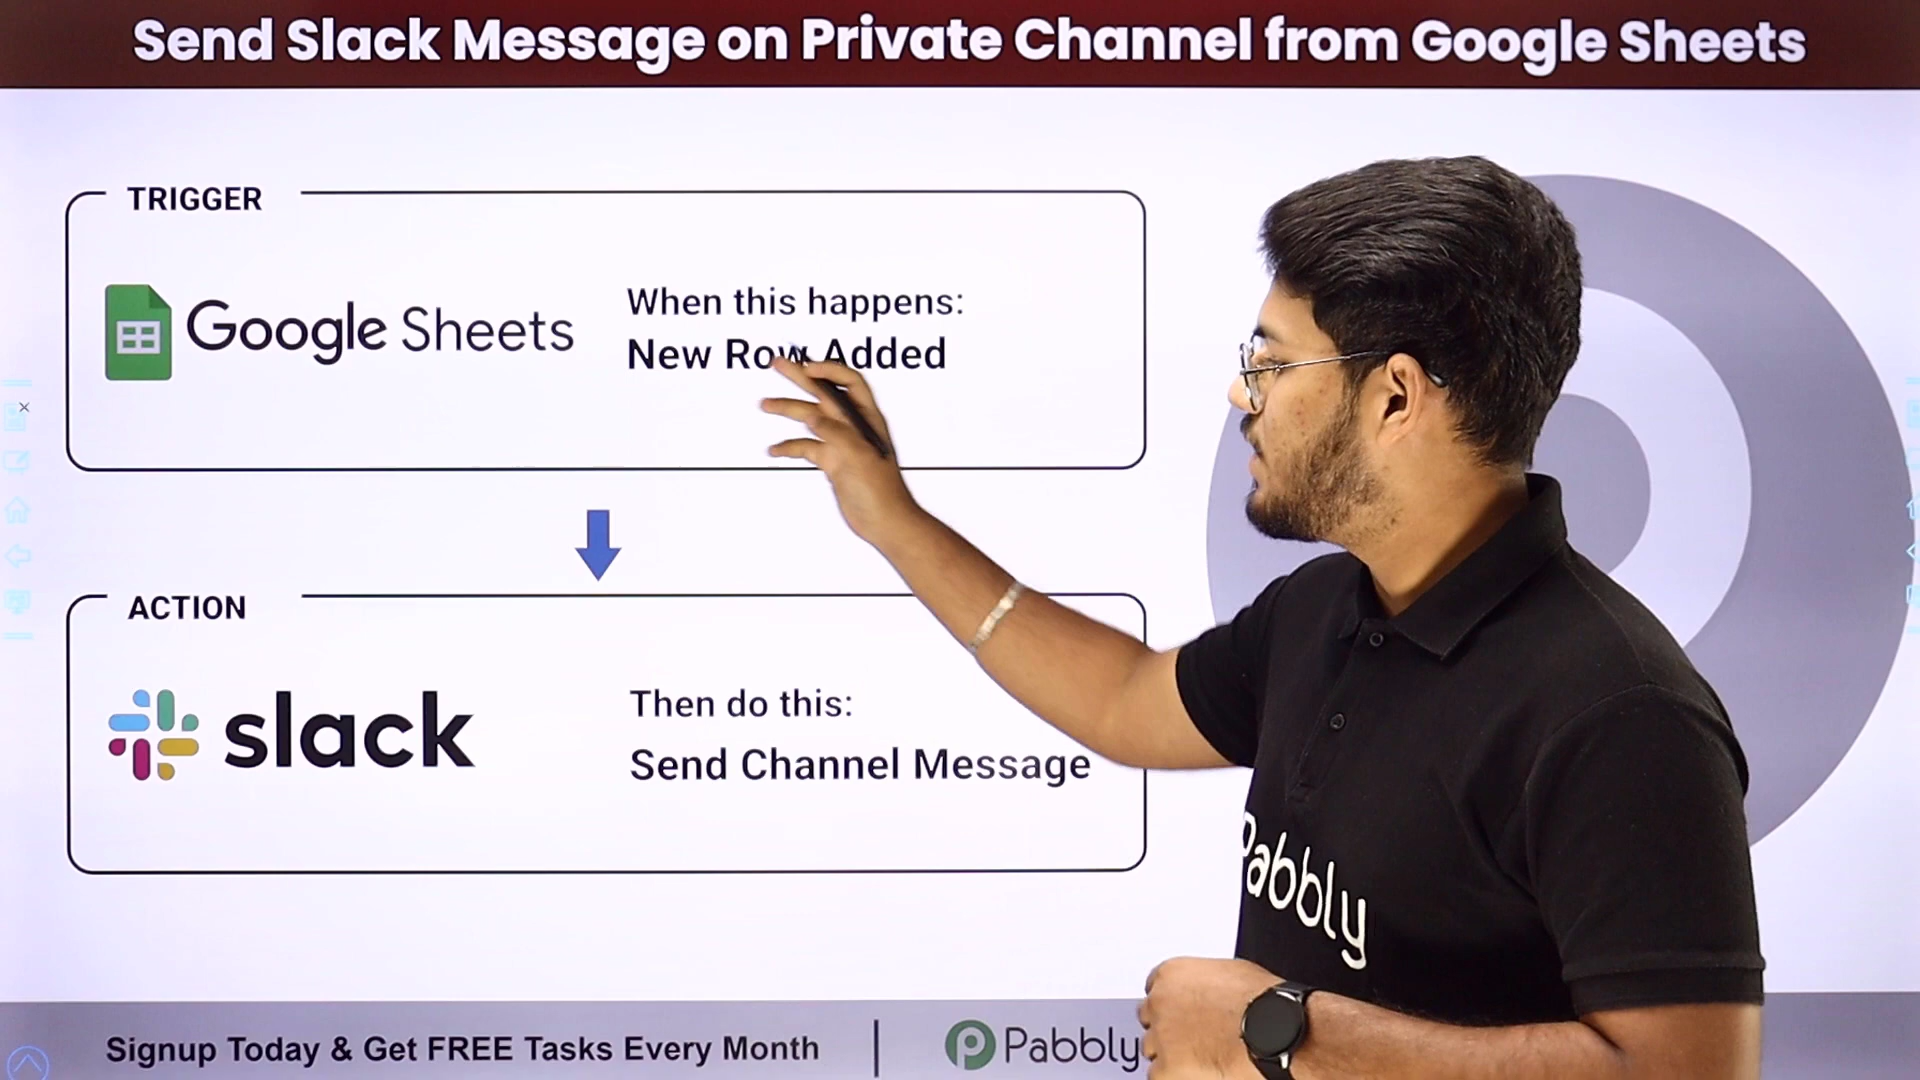 Send Slack Message on Private Channel from Google Sheets
TRIGGER
Google Sheets
When this happens:
New Row Added
ACTION
slack
Then do this:
Send Channel Message
Pabbly
Signup Today & Get FREE Tasks Every Month
Pabbly